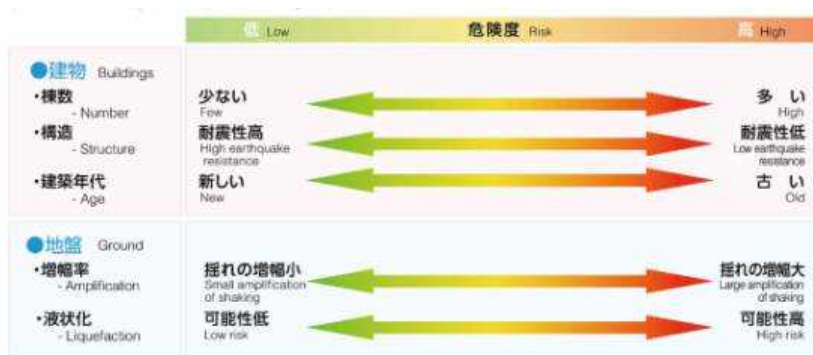 低 Low 危険度 Risk 高 High
●建物 Buildings
・棟数 少ない 多い
- Number Few High
・構造 耐震性高 耐震性低
- Structure High earthquake Low earthquake
resistance resistance
・建築年代 新しい 古い
- Age New Old
●地盤 Ground
・増幅率 揺れの増幅小 揺れの増幅大
- Amplification Small amplification Large amplification
of shaking of shaking
・液状化 可能性低 可能性高
- Liquefaction Low risk High risk